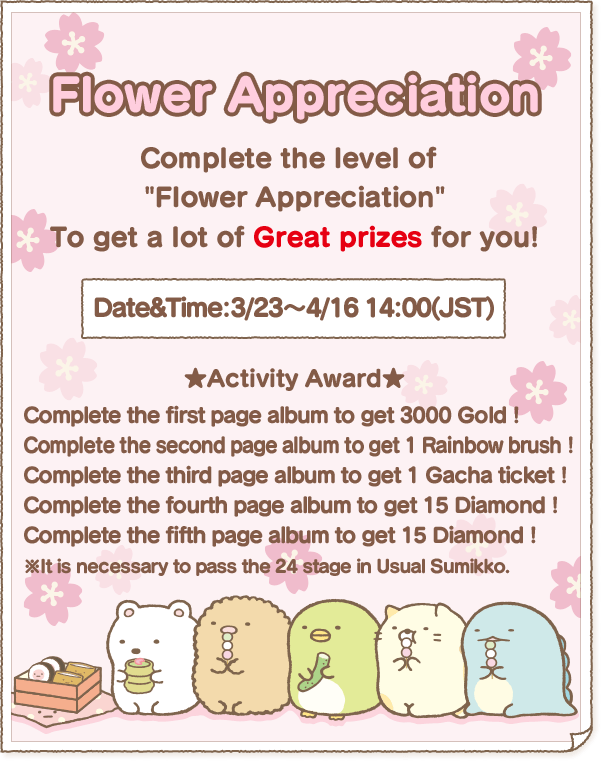 Flower Appreciation
Complete the level of
"Flower Appreciation"
To get a lot of Great prizes for you!
Date&Time:3/23～4/16 14:00(JST)
★Activity Award★
Complete the first page album to get 3000 Gold !
Complete the second page album to get 1 Rainbow brush !
Complete the third page album to get 1 Gacha ticket !
Complete the fourth page album to get 15 Diamond !
Complete the fifth page album to get 15 Diamond !
※It is necessary to pass the 24 stage in Usual Sumikko.